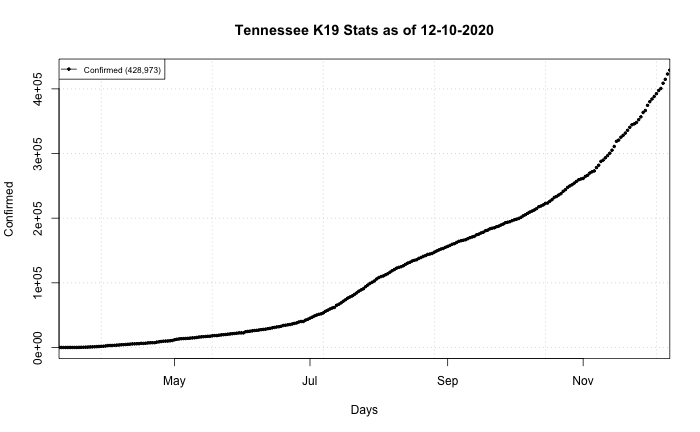 Tennessee K19 Stats as of 12-10-2020
Confirmed (428,973)
4e+05
3e+05
2e+05
1e+05
0e+00
Confirmed
May Jul Sep Nov
Days